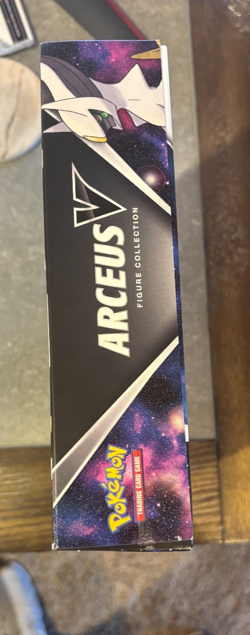 ARCEUS V
FIGURE COLLECTION
POKéMON
TRADING CARD GAME